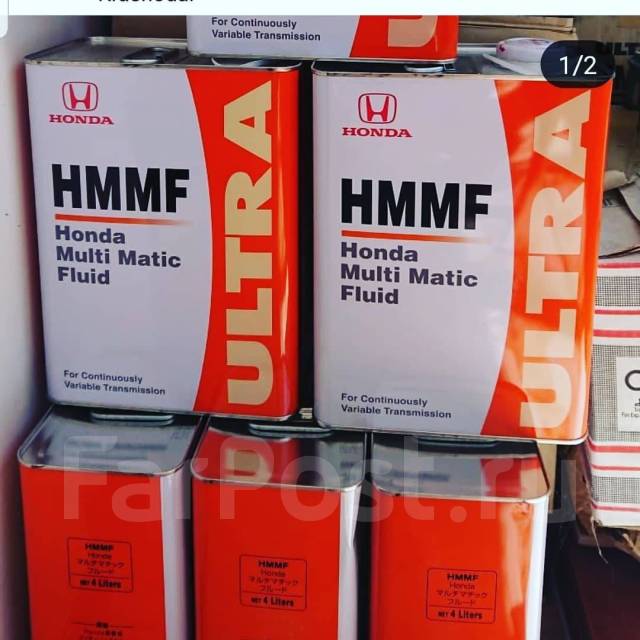 For Continuously
Variable Transmission
1/2
HONDA
HMMF
Honda
Multi Matic
Fluid
ULTRA
For Continuously
Variable Transmission
HONDA
HMMF
Honda
Multi Matic
Fluid
ULTRA
For Continuously
Variable Transmission
FarPost.ru
HMMF
Honda
マルチマチック
フルード
NET 4 Liters
HMMF
Honda
マルチマチック
フルード
NET 4 Liters
HMMF
Honda
マルチマチック
フルード
NET 4 Liters